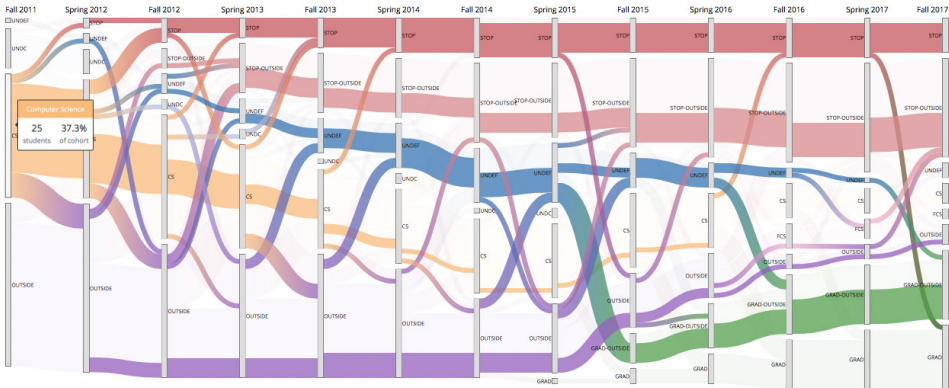 Fall 2011 Spring 2012 Fall 2012 Spring 2013 Fall 2013 Spring 2014 Fall 2014 Spring 2015 Fall 2015 Spring 2016 Fall 2016 Spring 2017 Fall 2017
UNDEF
UNDC
CS
OUTSIDE
Computer Science
25 37.3%
students of cohort
STOP
UNDEF
UNDC
CS
OUTSIDE
STOP
STOP-OUTSIDE
UNDEF
UNDC
CS
OUTSIDE
STOP
STOP-OUTSIDE
UNDEF
UNDC
CS
OUTSIDE
STOP
STOP-OUTSIDE
UNDEF
UNDC
CS
OUTSIDE
STOP
STOP-OUTSIDE
UNDEF
UNDC
CS
OUTSIDE
STOP
STOP-OUTSIDE
UNDEF
UNDC
CS
OUTSIDE
STOP
STOP-OUTSIDE
UNDEF
UNDC
CS
OUTSIDE
GRAD
STOP
STOP-OUTSIDE
UNDEF
CS
OUTSIDE
GRAD-OUTSIDE
GRAD
STOP
STOP-OUTSIDE
UNDEF
CS
OUTSIDE
GRAD-OUTSIDE
GRAD
STOP
STOP-OUTSIDE
UNDEF
CS
FCS
OUTSIDE
GRAD-OUTSIDE
GRAD
STOP
STOP-OUTSIDE
UNDEF
CS
FCS
OUTSIDE
GRAD-OUTSIDE
GRAD
STOP
STOP-OUTSIDE
UNDEF
CS
FCS
OUTSIDE
GRAD-OUTSIDE
GRAD